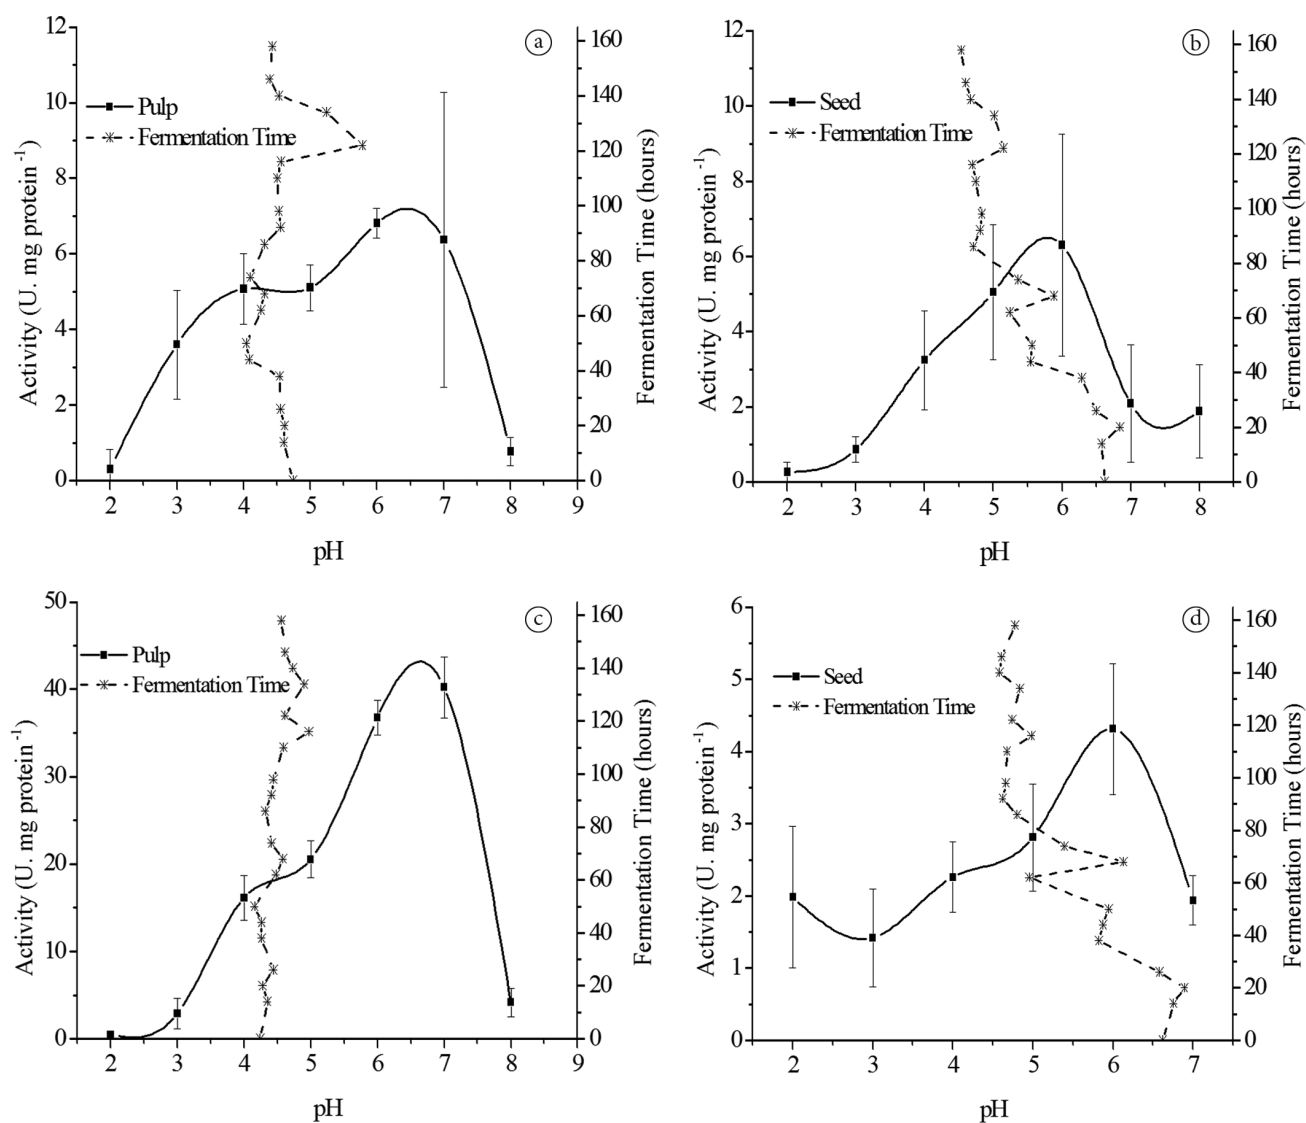 a
12
10
8
6
4
2
0
Activity (U. mg protein -1)
Pulp
Fermentation Time
160
140
120
100
80
60
40
20
0
Fermentation Time (hours)
2 3 4 5 6 7 8 9
pH
b
12
10
8
6
4
2
0
Activity (U. mg protein -1)
Seed
Fermentation Time
160
140
120
100
80
60
40
20
0
Fermentation Time (hours)
2 3 4 5 6 7 8
pH
c
50
40
30
20
10
0
Activity (U. mg protein -1)
Pulp
Fermentation Time
160
140
120
100
80
60
40
20
0
Fermentation Time (hours)
2 3 4 5 6 7 8 9
pH
d
6
5
4
3
2
1
0
Activity (U. mg protein -1)
Seed
Fermentation Time
160
140
120
100
80
60
40
20
0
Fermentation Time (hours)
2 3 4 5 6 7
pH